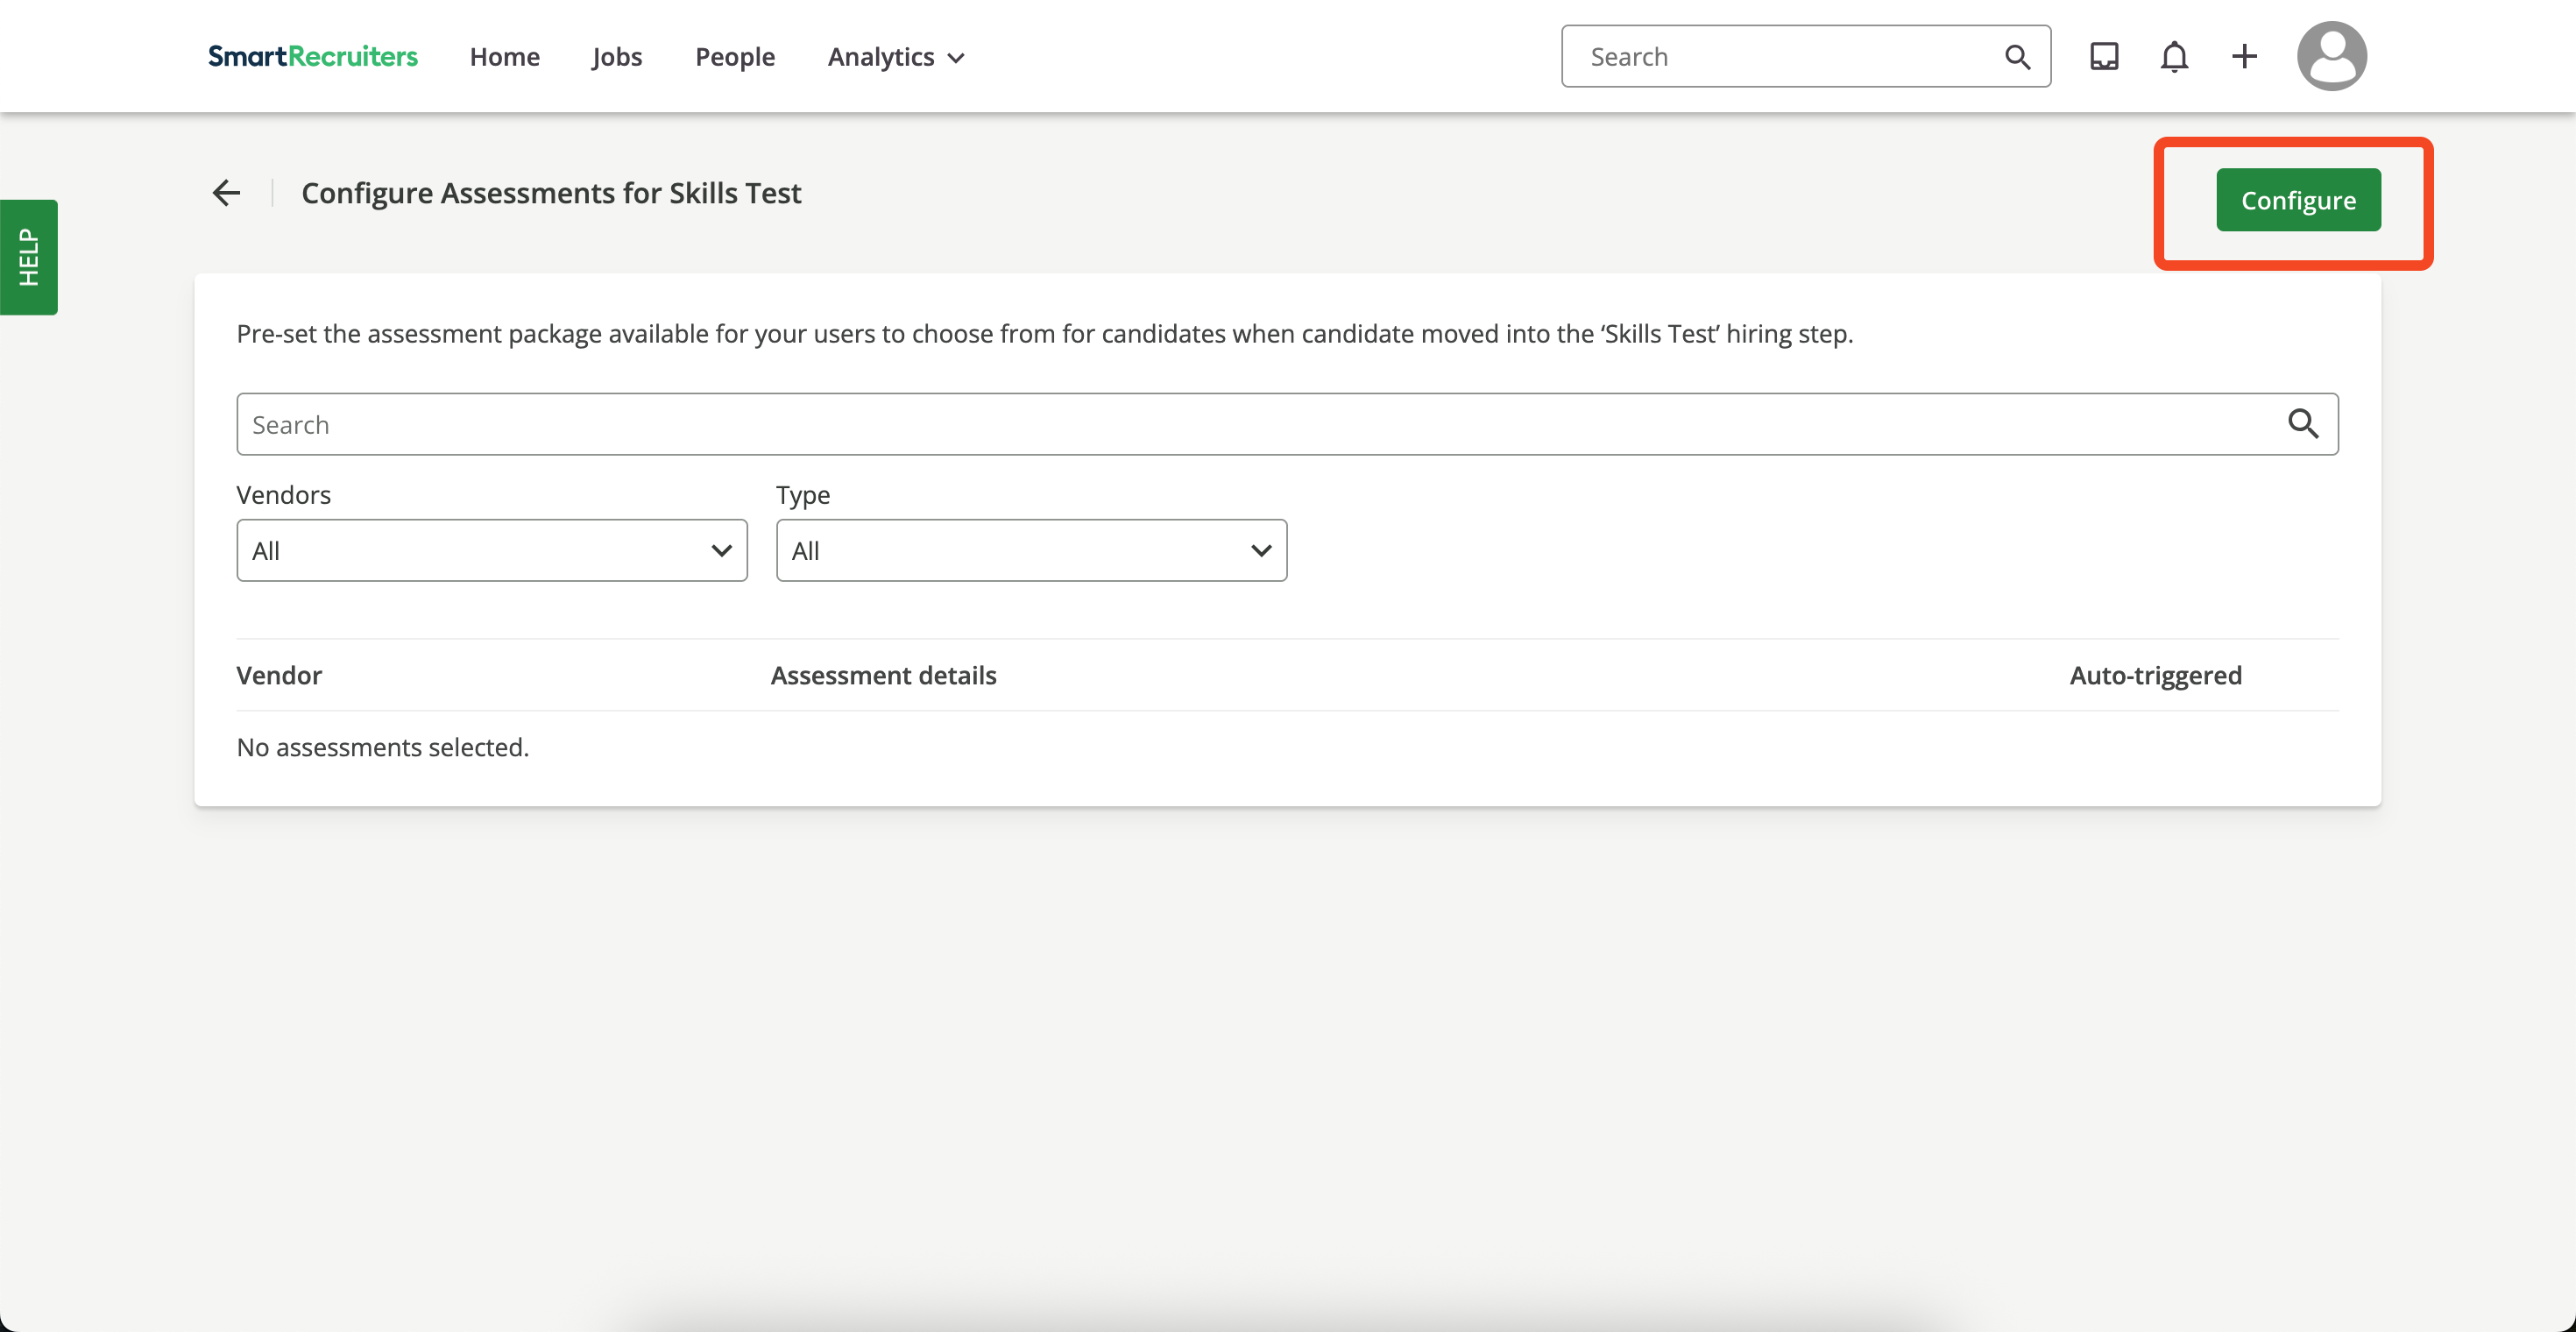 SmartRecruiters Home Jobs People Analytics Search
Configure Assessments for Skills Test
Configure
HELP
Pre-set the assessment package available for your users to choose from for candidates when candidate moved into the ‘Skills Test’ hiring step.
Search
Vendors Type
All All
Vendor Assessment details Auto-triggered
No assessments selected.